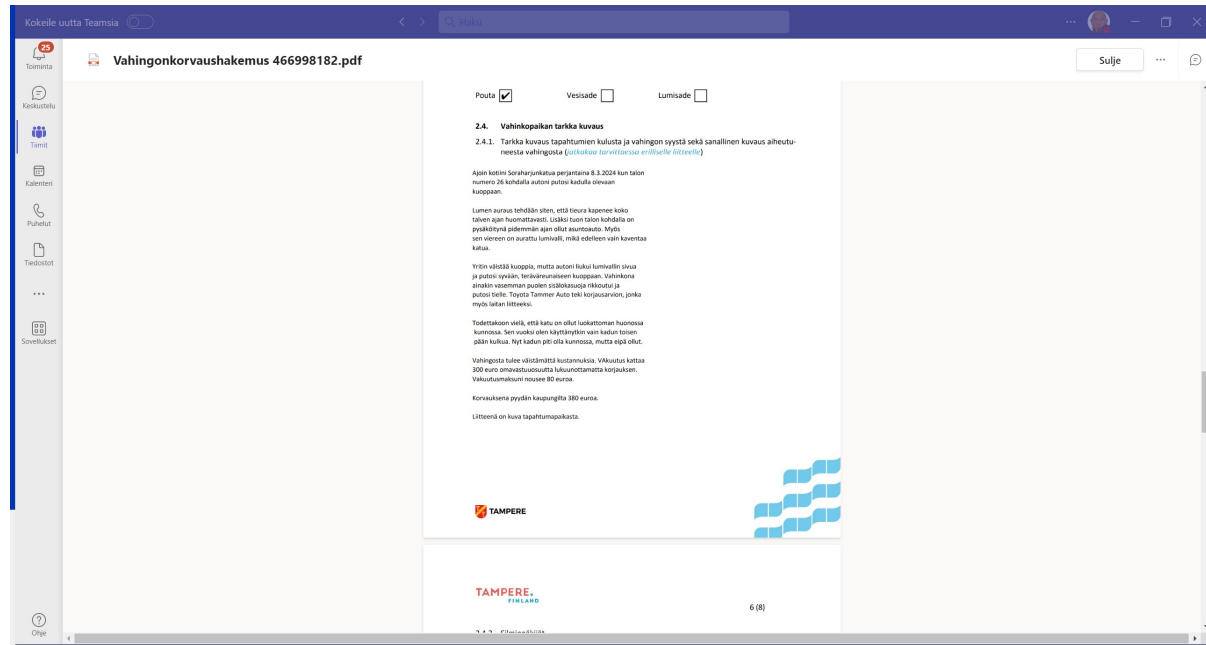 Kokeile uutta Teamsia
Haku
25
Toiminta
Keskustelu
Tiimit
Kalenteri
Puhelut
Tiedostot
Sovellukset
Ohje
Vahingonkorvaushakemus 466998182.pdf
Sulje
Pouta ✔ Vesisade Lumisade
2.4. Vahinkopaikan tarkka kuvaus
2.4.1. Tarkka kuvaus tapahtumien kulusta ja vahingon syystä sekä sanallinen kuvaus aiheutu-
neesta vahingosta (jatkakaa tarvittaessa erilliselle liitteelle)
Ajoin kotiini Soraharjunkatua perjantaina 8.3.2024 kun talon
numero 26 kohdalla autoni putosi kadulla olevaan
kuoppaan.
Lumen auraus tehdään siten, että tieura kapenee koko
talven ajan huomattavasti. Lisäksi tuon talon kohdalla on
pysäköitynä pidemmän ajan ollut asuntoauto. Myös
sen viereen on aurattu lumivalli, mikä edelleen vain kaventaa
katua.
Yritin väistää kuoppia, mutta autoni liukui lumivallin sivua
ja putosi syvään, teräväreunaiseen kuoppaan. Vahinkona
ainakin vasemman puolen sisälokasuoja rikkoutui ja
putosi tielle. Toyota Tammer Auto teki korjausarvion, jonka
myös laitan liitteeksi.
Todettakoon vielä, että katu on ollut luokattoman huonossa
kunnossa. Sen vuoksi olen käyttänytkin vain kadun toisen
pään kulkua. Nyt kadun piti olla kunnossa, mutta eipä ollut.
Vahingosta tulee väistämättä kustannuksia. VAkuutus kattaa
300 euro omavastuuosuutta lukuunottamatta korjauksen.
Vakuutusmaksuni nousee 80 euroa.
Korvauksena pyydän kaupungilta 380 euroa.
Liitteenä on kuva tapahtumapaikasta.
TAMPERE
TAMPERE.
FINLAND
6 (8)